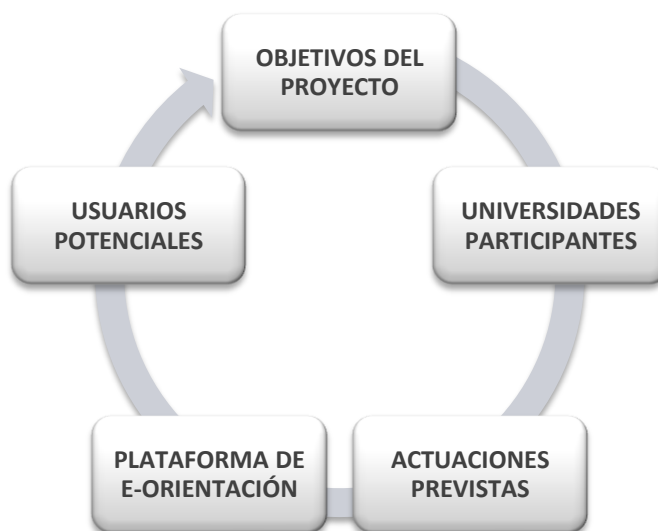 OBJETIVOS DEL
PROYECTO
UNIVERSIDADES
PARTICIPANTES
ACTUACIONES
PREVISTAS
PLATAFORMA DE
E-ORIENTACIÓN
USUARIOS
POTENCIALES